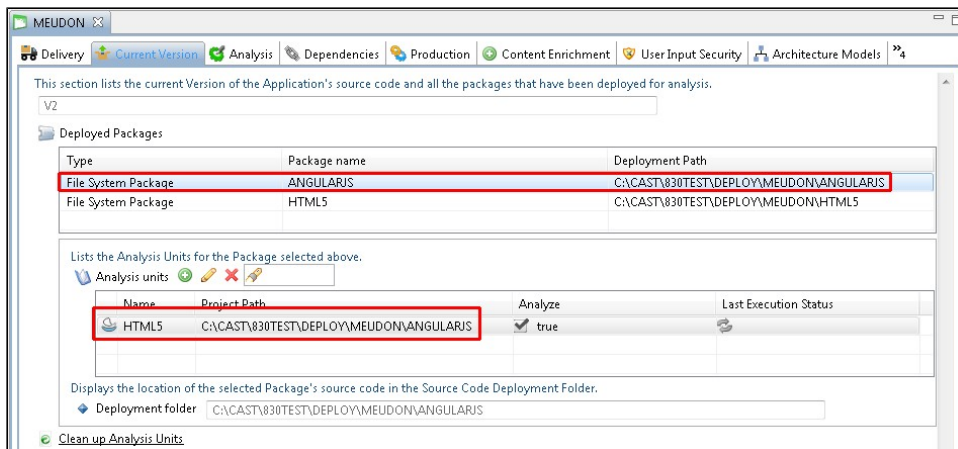 MEUDON
Delivery Current Version Analysis Dependencies Production Content Enrichment User Input Security Architecture Models »4
This section lists the current Version of the Application's source code and all the packages that have been deployed for analysis.
V2
Deployed Packages
Type Package name Deployment Path
File System Package ANGULARJS C:\CAST\830TEST\DEPLOY\MEUDON\ANGULARJS
File System Package HTML5 C:\CAST\830TEST\DEPLOY\MEUDON\HTML5
Lists the Analysis Units for the Package selected above.
Analysis units
Name Project Path Analyze Last Execution Status
HTML5 C:\CAST\830TEST\DEPLOY\MEUDON\ANGULARJS true
Displays the location of the selected Package's source code in the Source Code Deployment Folder.
Deployment folder C:\CAST\830TEST\DEPLOY\MEUDON\ANGULARJS
Clean up Analysis Units